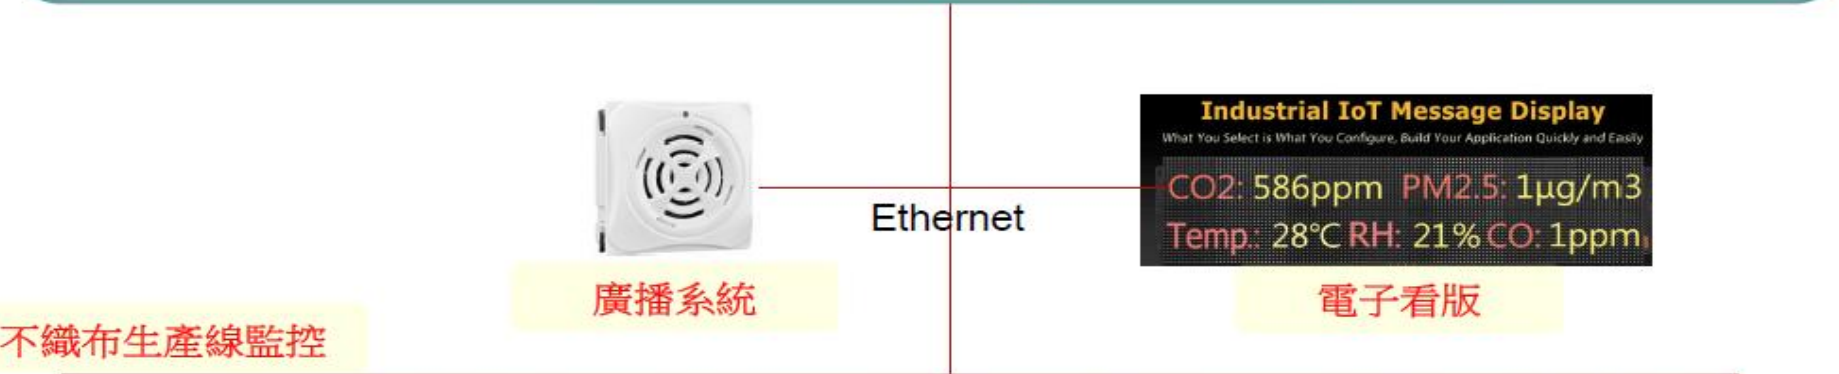 Industrial IoT Message Display
What You Select is What You Configure, Build Your Application Quickly and Easily
CO2: 586ppm PM2.5: 1µg/m3
Temp.: 28°C RH: 21% CO: 1ppm
Ethernet
廣播系統
電子看版
不織布生產線監控